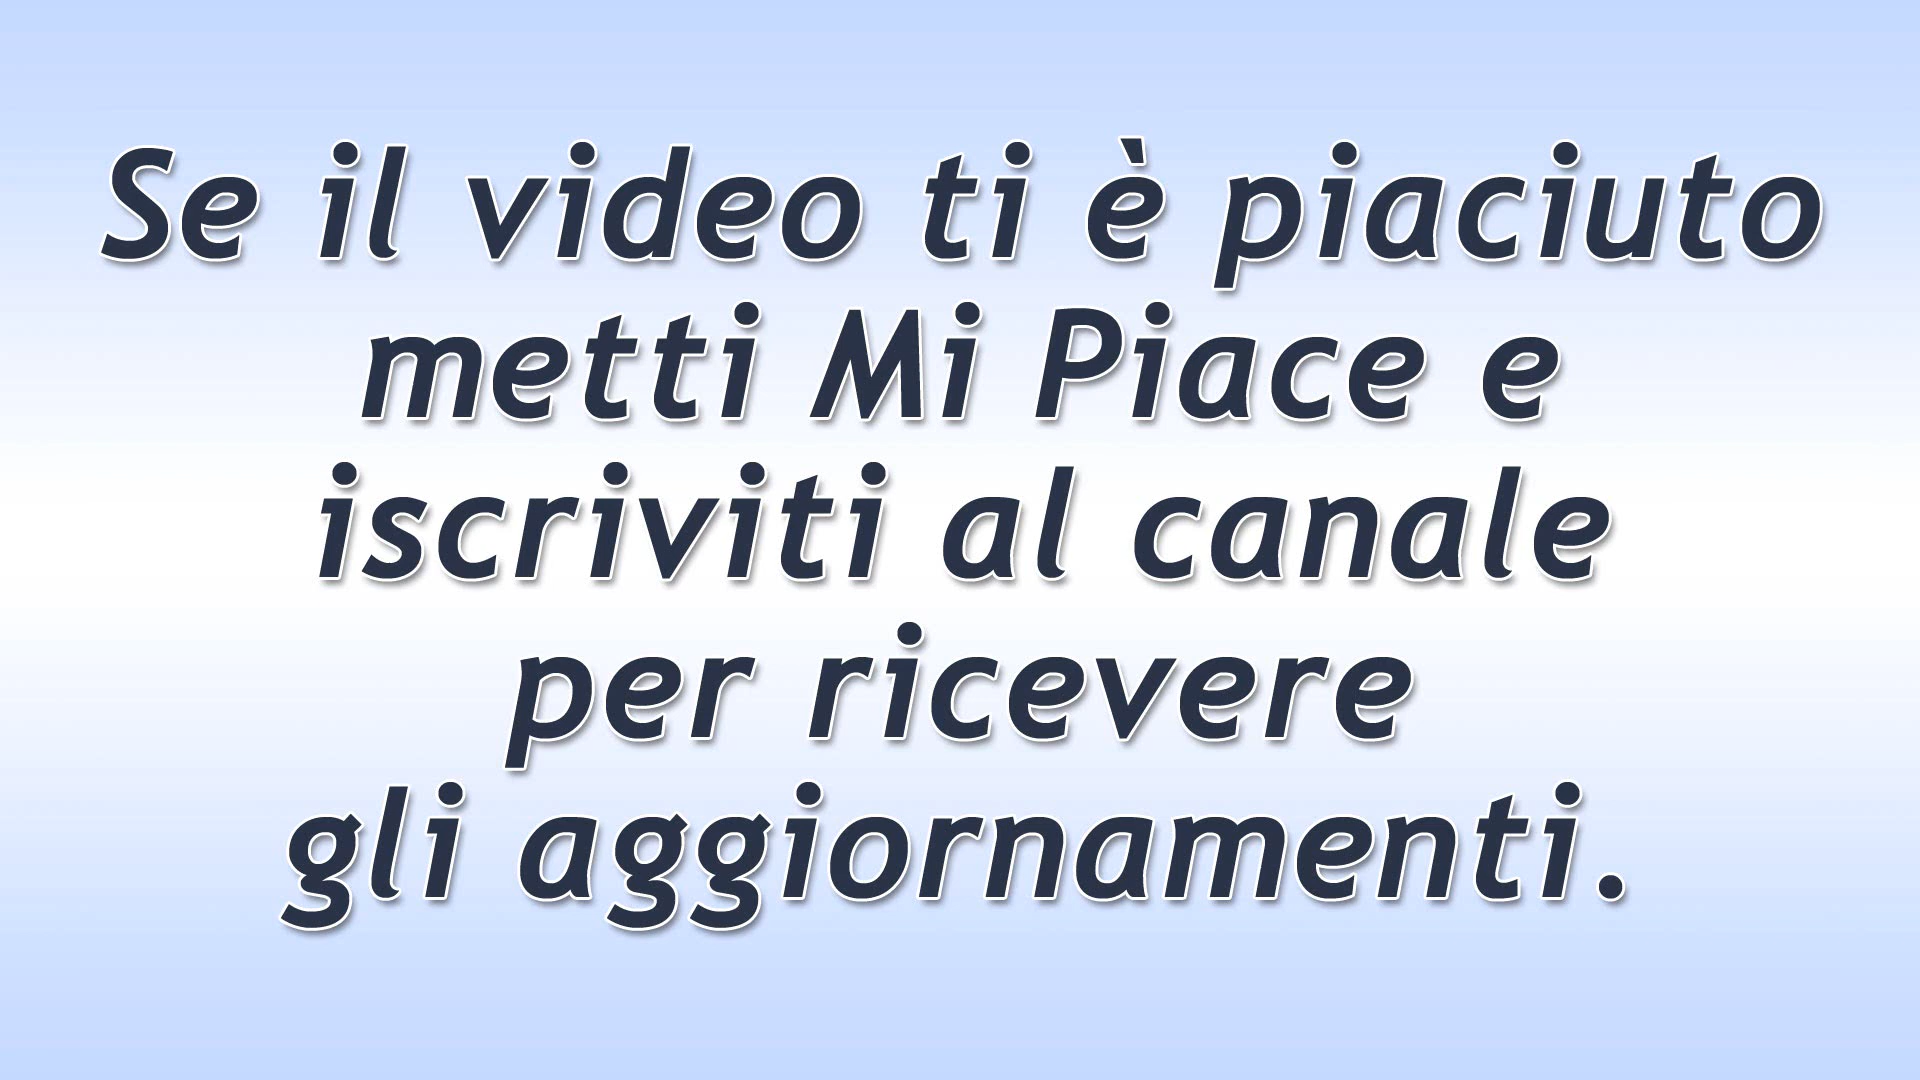 Se il video ti è piaciuto
metti Mi Piace e
iscriviti al canale
per ricevere
gli aggiornamenti.